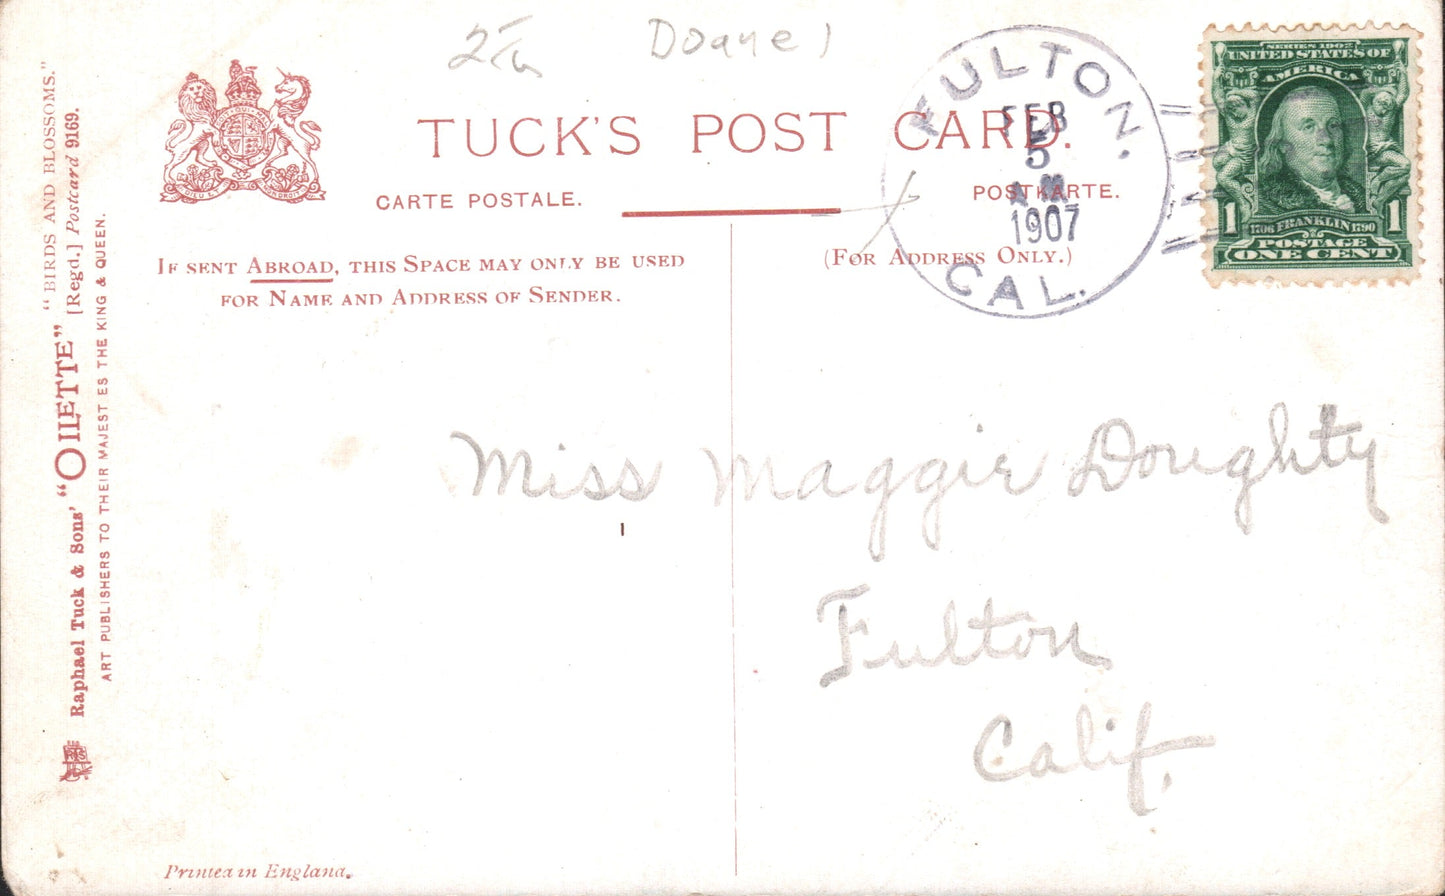 Doane
TUCK'S POST CARD.
CARTE POSTALE.
POSTKARTE.
FULTON.
FEB
5
1907
CAL.
SERIES 1902
UNITED STATES OF
AMERICA
1 1706 FRANKLIN 1790 1
POSTAGE
ONE CENT
IF SENT ABROAD, THIS SPACE MAY ONLY BE USED
FOR NAME AND ADDRESS OF SENDER.
(FOR ADDRESS ONLY.)
Miss Maggie Doughty
Fulton
Calif.
"BIRDS AND BLOSSOMS."
Raphael Tuck & Sons' "OILETTE" [Regd.] Postcard 9169.
ART PUBLISHERS TO THEIR MAJESTIES THE KING & QUEEN.
Printed in England.